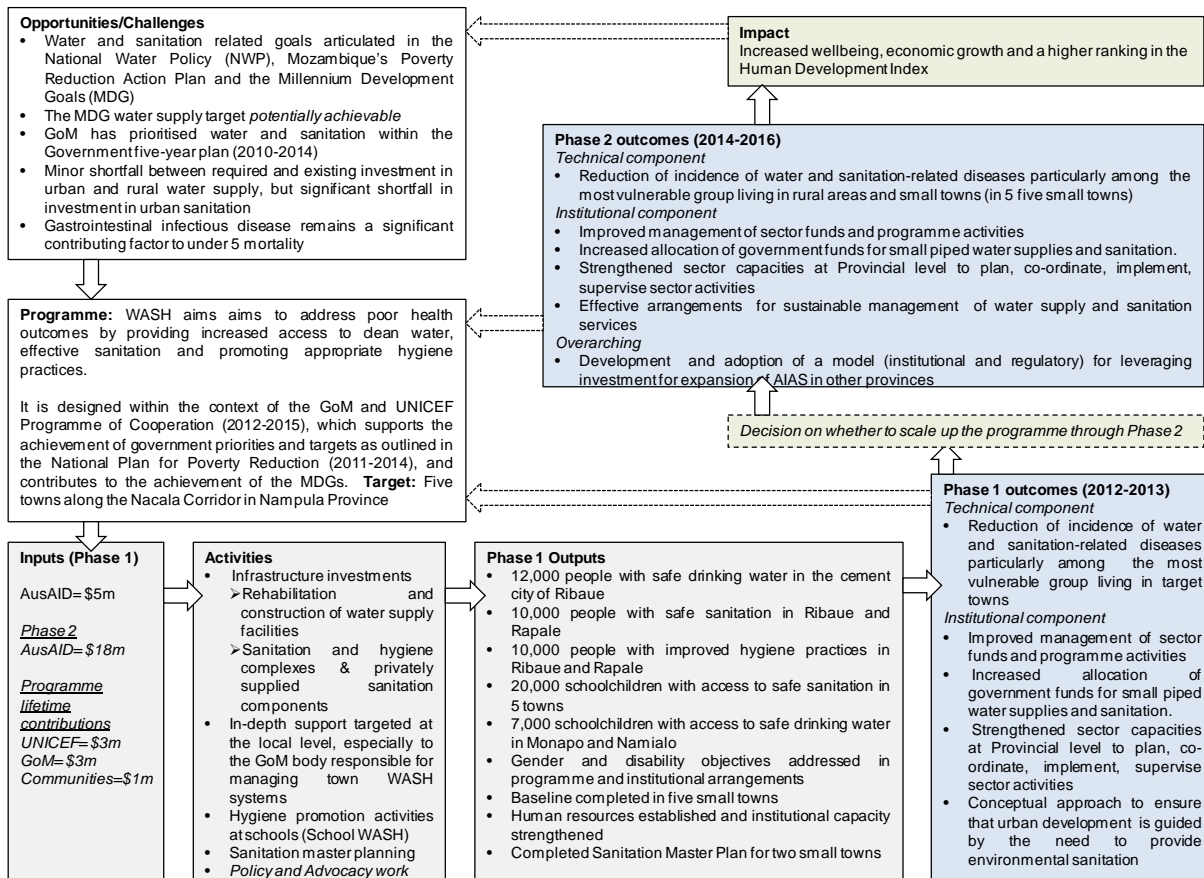 Opportunities/Challenges
• Water and sanitation related goals articulated in the
National Water Policy (NWP), Mozambique's Poverty
Reduction Action Plan and the Millennium Development
Goals (MDG)
• The MDG water supply target potentially achievable
• GoM has prioritised water and sanitation within the
Government five-year plan (2010-2014)
• Minor shortfall between required and existing investment in
urban and rural water supply, but significant shortfall in
investment in urban sanitation
• Gastrointestinal infectious disease remains a significant
contributing factor to under 5 mortality
Impact
Increased wellbeing, economic growth and a higher ranking in the
Human Development Index
Phase 2 outcomes (2014-2016)
Technical component
• Reduction of incidence of water and sanitation-related diseases particularly among the
most vulnerable group living in rural areas and small towns (in 5 five small towns)
Institutional component
• Improved management of sector funds and programme activities
• Increased allocation of government funds for small piped water supplies and sanitation.
• Strengthened sector capacities at Provincial level to plan, co-ordinate, implement,
supervise sector activities
• Effective arrangements for sustainable management of water supply and sanitation
services
Overarching
• Development and adoption of a model (institutional and regulatory) for leveraging
investment for expansion of AIAS in other provinces
Programme: WASH aims aims to address poor health
outcomes by providing increased access to clean water,
effective sanitation and promoting appropriate hygiene
practices.
It is designed within the context of the GoM and UNICEF
Programme of Cooperation (2012-2015), which supports the
achievement of government priorities and targets as outlined in
the National Plan for Poverty Reduction (2011-2014), and
contributes to the achievement of the MDGs. Target: Five
towns along the Nacala Corridor in Nampula Province
Decision on whether to scale up the programme through Phase 2
Inputs (Phase 1)
AusAID= $5m
Phase 2
AusAID= $18m
Programme
lifetime
contributions
UNICEF= $3m
GoM= $3m
Communities=$1m
Activities
• Infrastructure investments
➢Rehabilitation and
construction of water supply
facilities
➢Sanitation and hygiene
complexes & privately
supplied sanitation
components
• In-depth support targeted at
the local level, especially to
the GoM body responsible for
managing town WASH
systems
• Hygiene promotion activities
at schools (School WASH)
• Sanitation master planning
• Policy and Advocacy work
Phase 1 Outputs
• 12,000 people with safe drinking water in the cement
city of Ribaue
• 10,000 people with safe sanitation in Ribaue and
Rapale
• 10,000 people with improved hygiene practices in
Ribaue and Rapale
• 20,000 schoolchildren with access to safe sanitation in
5 towns
• 7,000 schoolchildren with access to safe drinking water
in Monapo and Namialo
• Gender and disability objectives addressed in
programme and institutional arrangements
• Baseline completed in five small towns
• Human resources established and institutional capacity
strengthened
• Completed Sanitation Master Plan for two small towns
Phase 1 outcomes (2012-2013)
Technical component
• Reduction of incidence of water
and sanitation-related diseases
particularly among the most
vulnerable group living in target
towns
Institutional component
• Improved management of sector
funds and programme activities
• Increased allocation of
government funds for small piped
water supplies and sanitation.
• Strengthened sector capacities
at Provincial level to plan, co-
ordinate, implement, supervise
sector activities
• Conceptual approach to ensure
that urban development is guided
by the need to provide
environmental sanitation